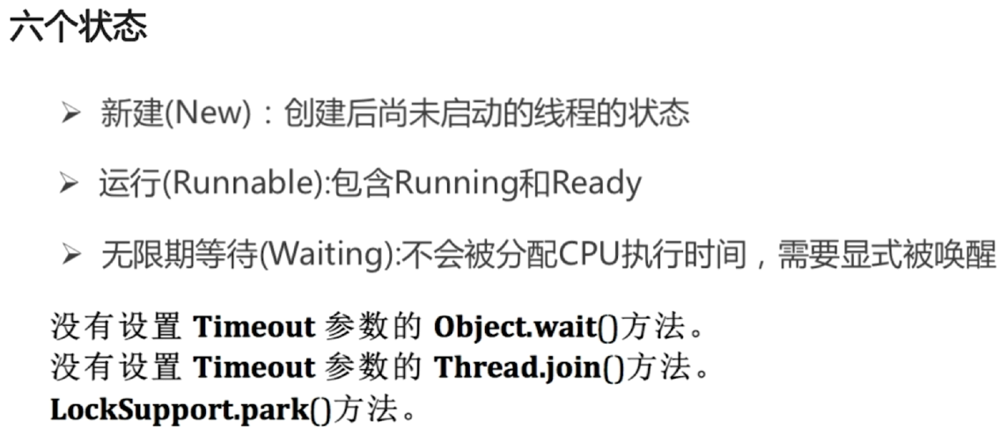 六个状态
➢ 新建(New)：创建后尚未启动的线程的状态
➢ 运行(Runnable):包含Running和Ready
➢ 无限期等待(Waiting):不会被分配CPU执行时间，需要显式被唤醒
没有设置 Timeout 参数的 Object.wait()方法。
没有设置 Timeout 参数的 Thread.join()方法。
LockSupport.park()方法。